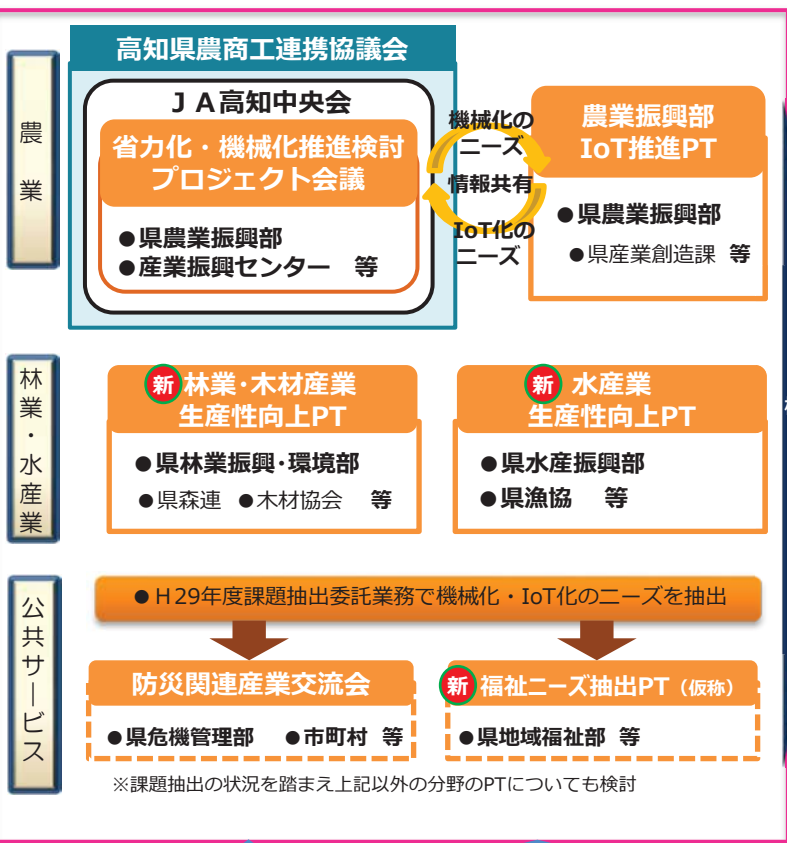 農業
高知県農商工連携協議会
ＪＡ高知中央会
省力化・機械化推進検討
プロジェクト会議
●県農業振興部
●産業振興センター　等
機械化の
ニーズ
情報共有
IoT化の
ニーズ
農業振興部
IoT推進PT
●県農業振興部
●県産業創造課　等
林業・水産業
新 林業・木材産業
生産性向上PT
●県林業振興・環境部
●県森連　●木材協会　等
新 水産業
生産性向上PT
●県水産振興部
●県漁協　等
公共サービス
●Ｈ29年度課題抽出委託業務で機械化・IoT化のニーズを抽出
防災関連産業交流会
●県危機管理部　●市町村　等
新 福祉ニーズ抽出PT（仮称）
●県地域福祉部　等
※課題抽出の状況を踏まえ上記以外の分野のPTについても検討